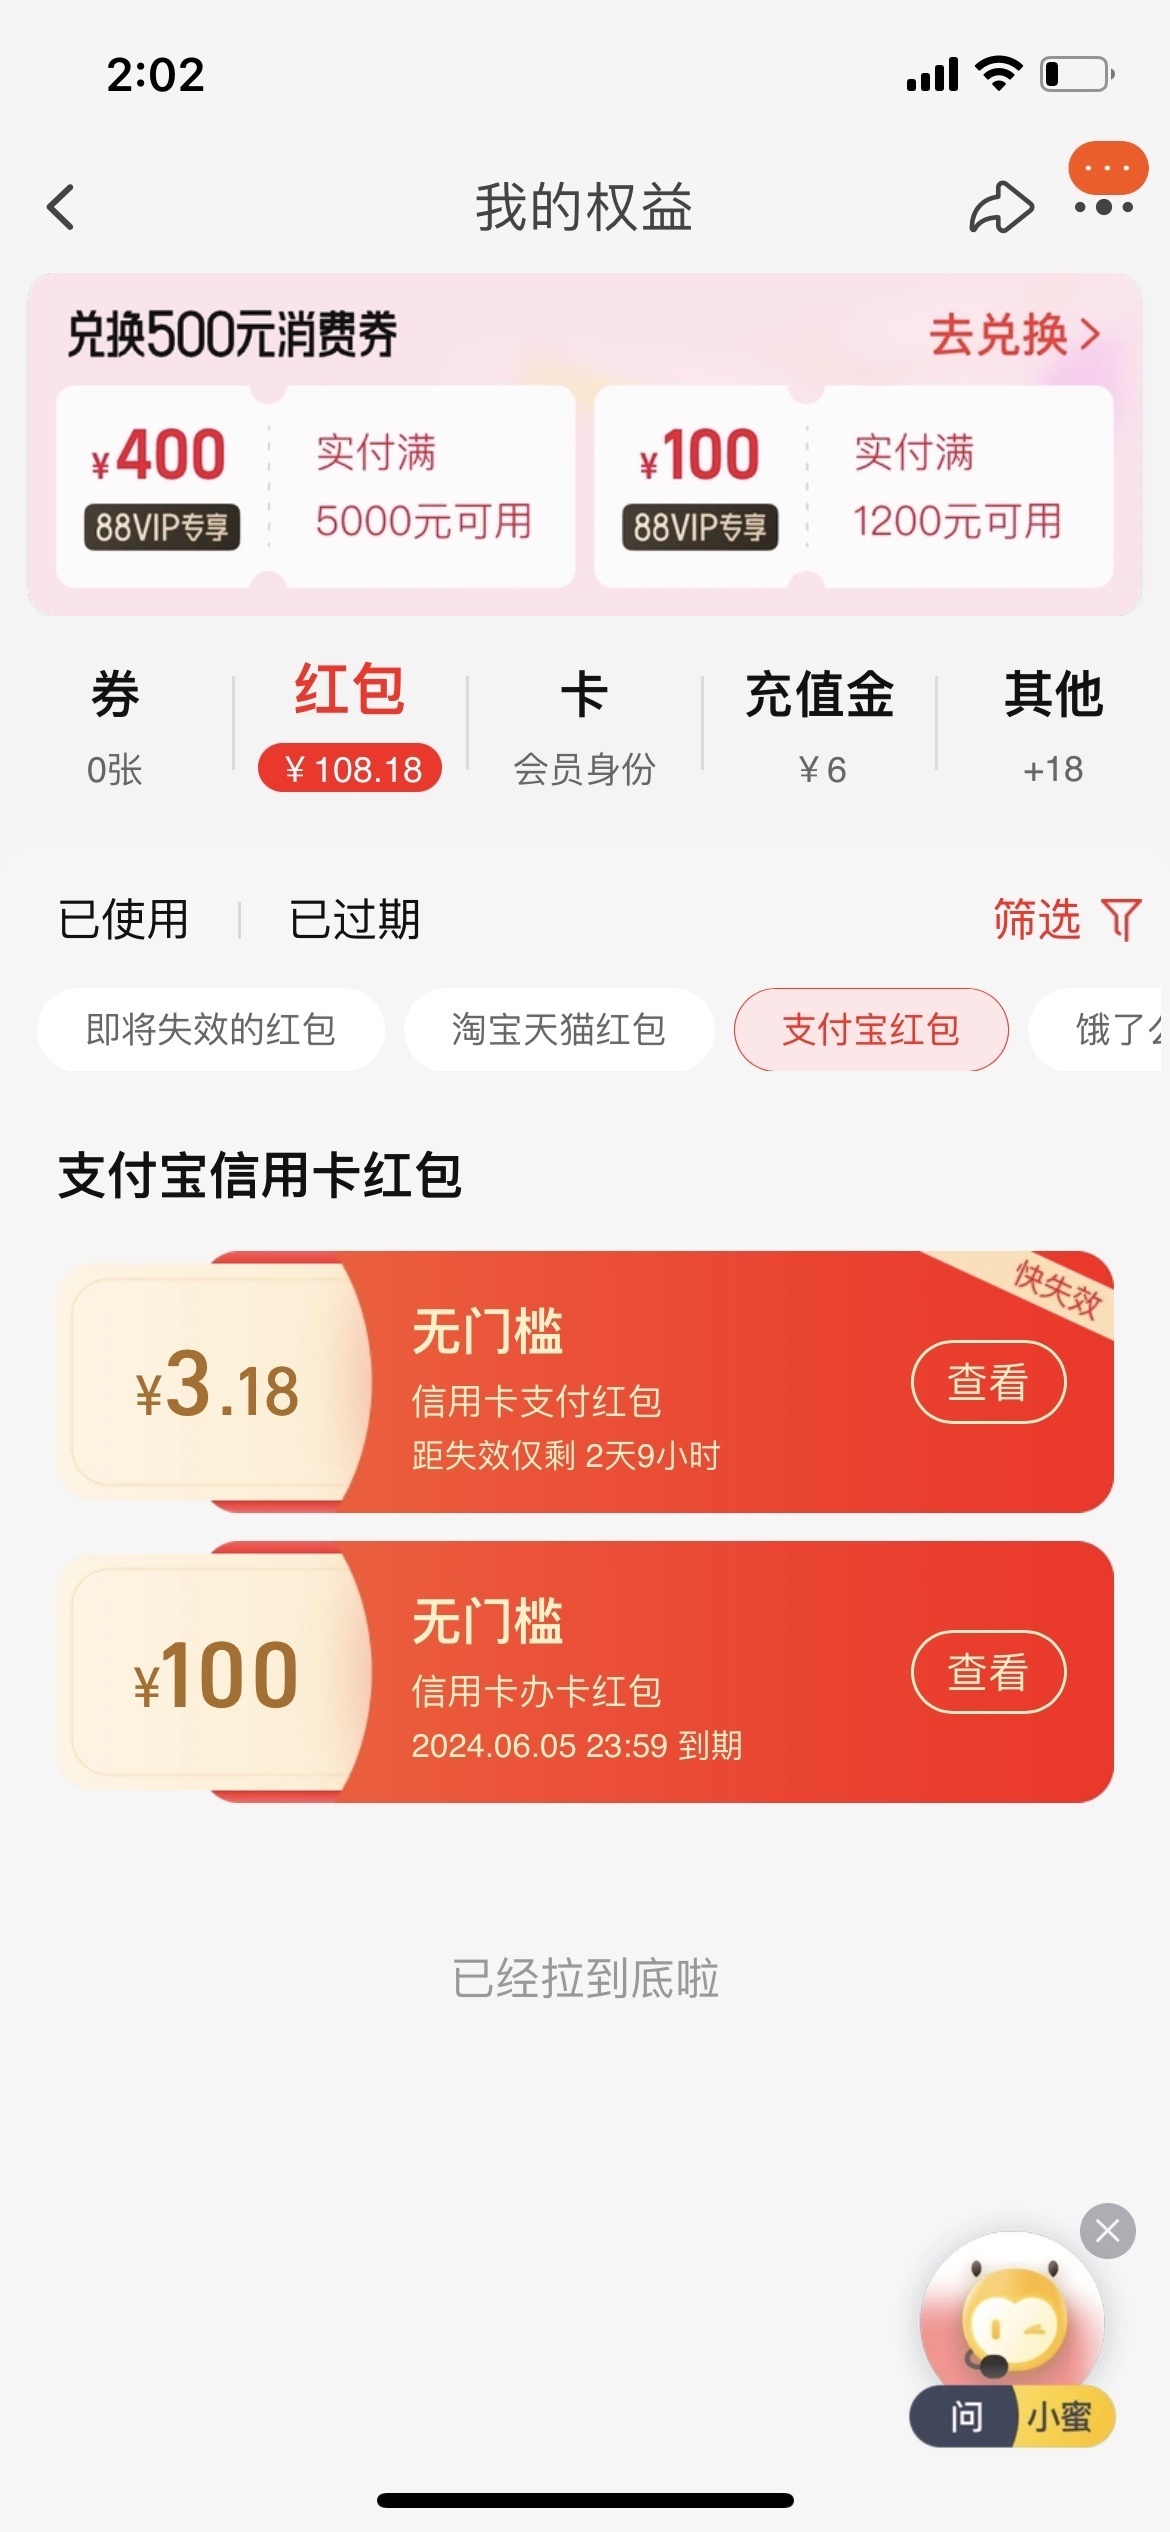 2:02
我的权益
兑换500元消费券
去兑换
¥400
88VIP专享
实付满
5000元可用
¥100
88VIP专享
实付满
1200元可用
券
红包
卡
充值金
其他
0张
¥108.18
会员身份
¥6
+18
已使用
已过期
筛选
即将失效的红包
淘宝天猫红包
支付宝红包
饿了
支付宝信用卡红包
¥3.18
无门槛
信用卡支付红包
距失效仅剩 2天9小时
快失效
查看
¥100
无门槛
信用卡办卡红包
2024.06.05 23:59 到期
查看
已经拉到底啦
问小蜜